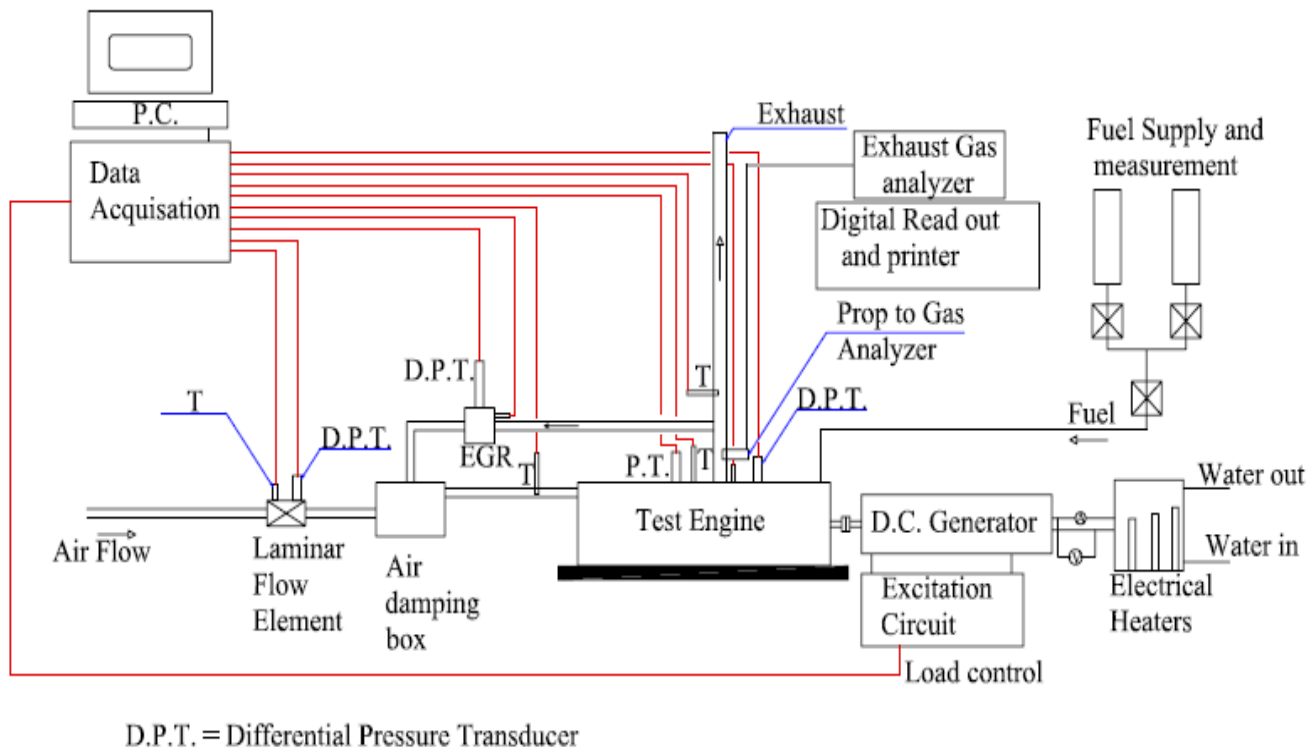 P.C.
Data
Acquisation
Exhaust
Exhaust Gas
analyzer
Digital Read out
and printer
Fuel Supply and
measurement
Prop to Gas
Analyzer
D.P.T.
T
T
D.P.T.
Fuel
D.P.T.
EGR
T
P.T.
T
Water out
Test Engine
D.C. Generator
Air Flow
Water in
Laminar
Flow
Element
Air
damping
box
Excitation
Circuit
Electrical
Heaters
Load control
A
V
D.P.T. = Differential Pressure Transducer